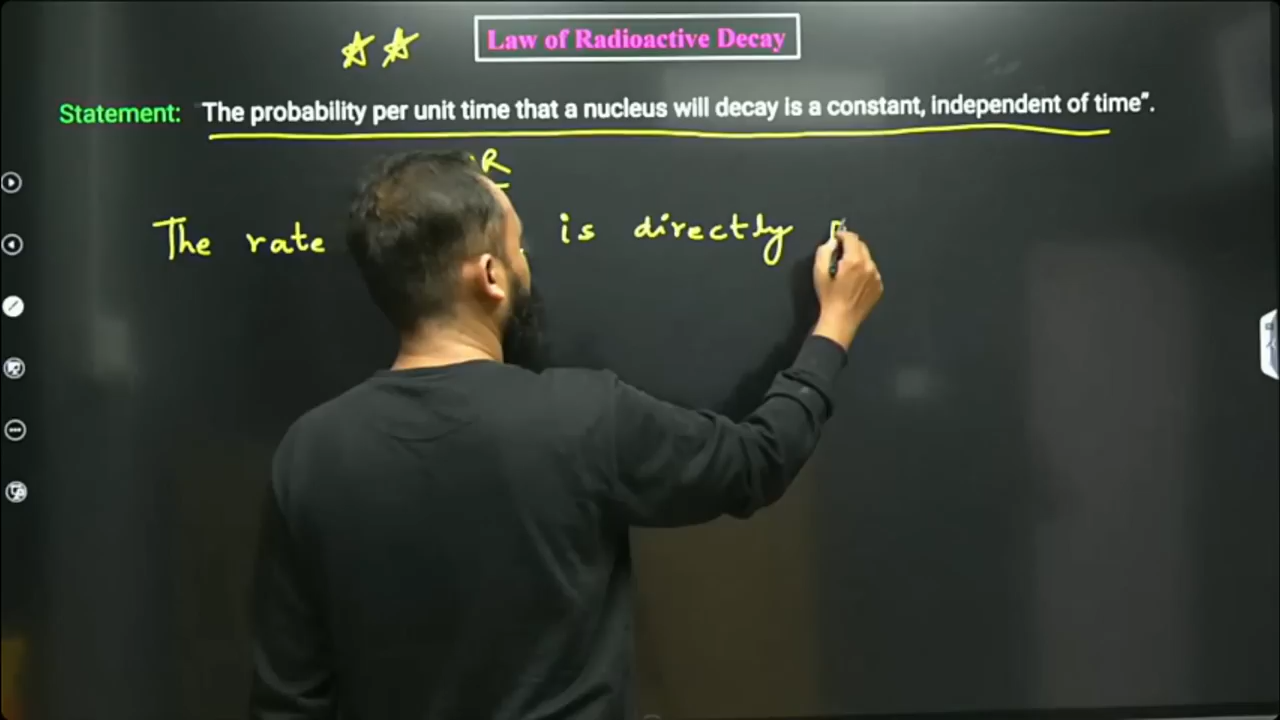 Law of Radioactive Decay
Statement: The probability per unit time that a nucleus will decay is a constant, independent of time”.
The rate is directly